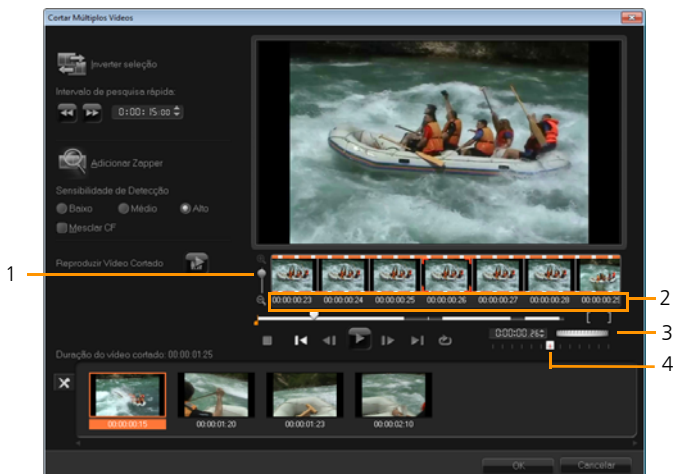 Cortar Múltiplos Vídeos
Inverter seleção
Intervalo de pesquisa rápida:
0:00: 15:00
Adicionar Zapper
Sensibilidade de Detecção
Baixo Médio Alto
Mesclar CF
Reproduzir Vídeo Cortado
1
00:00:00:23 00:00:00:24 00:00:00:25 00:00:00:26 00:00:00:27 00:00:00:28 00:00:00:29
2
[ ]
0:00:00:26
3
4
Duração do vídeo cortado: 00:00:01:25
00:00:00:15 00:00:01:20 00:00:01:23 00:00:02:10
OK Cancelar